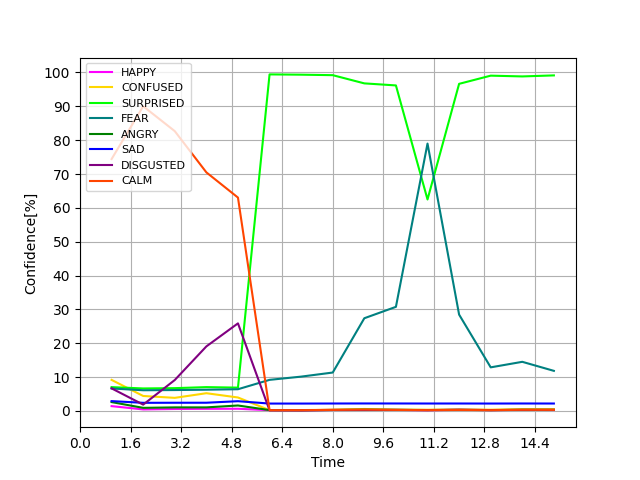 HAPPY
CONFUSED
SURPRISED
FEAR
ANGRY
SAD
DISGUSTED
CALM
Confidence[%]
100
90
80
70
60
50
40
30
20
10
0
0.0 1.6 3.2 4.8 6.4 8.0 9.6 11.2 12.8 14.4
Time